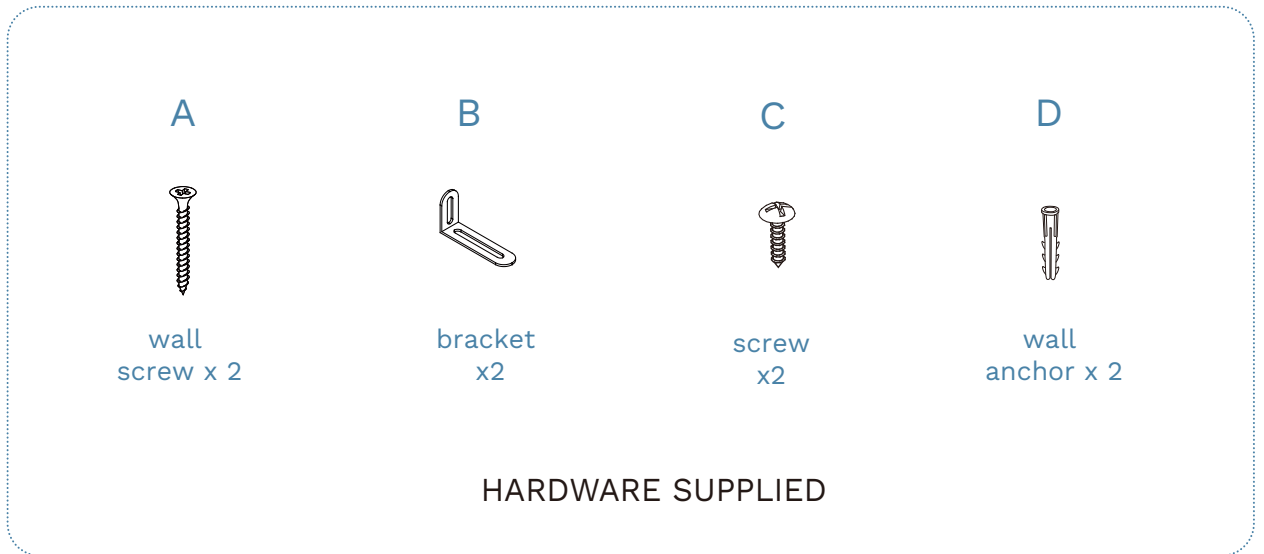 A
B
C
D
wall
screw x 2
bracket
x2
screw
x2
wall
anchor x 2
HARDWARE SUPPLIED